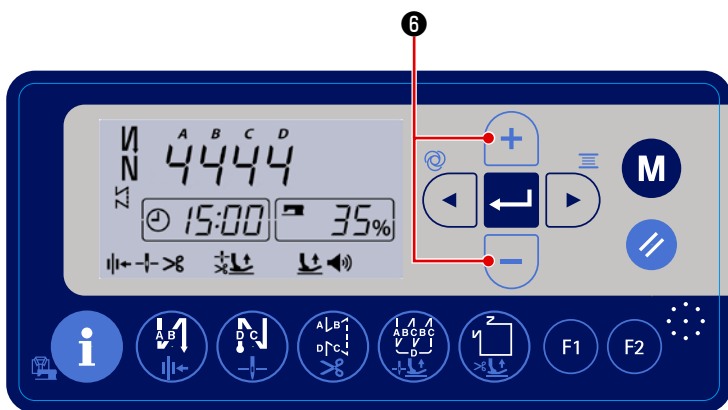 6
A B C D
4444
15:00
35%
+
M
−
i
A B
D C
A B
D C
A B C B C
D
F1
F2